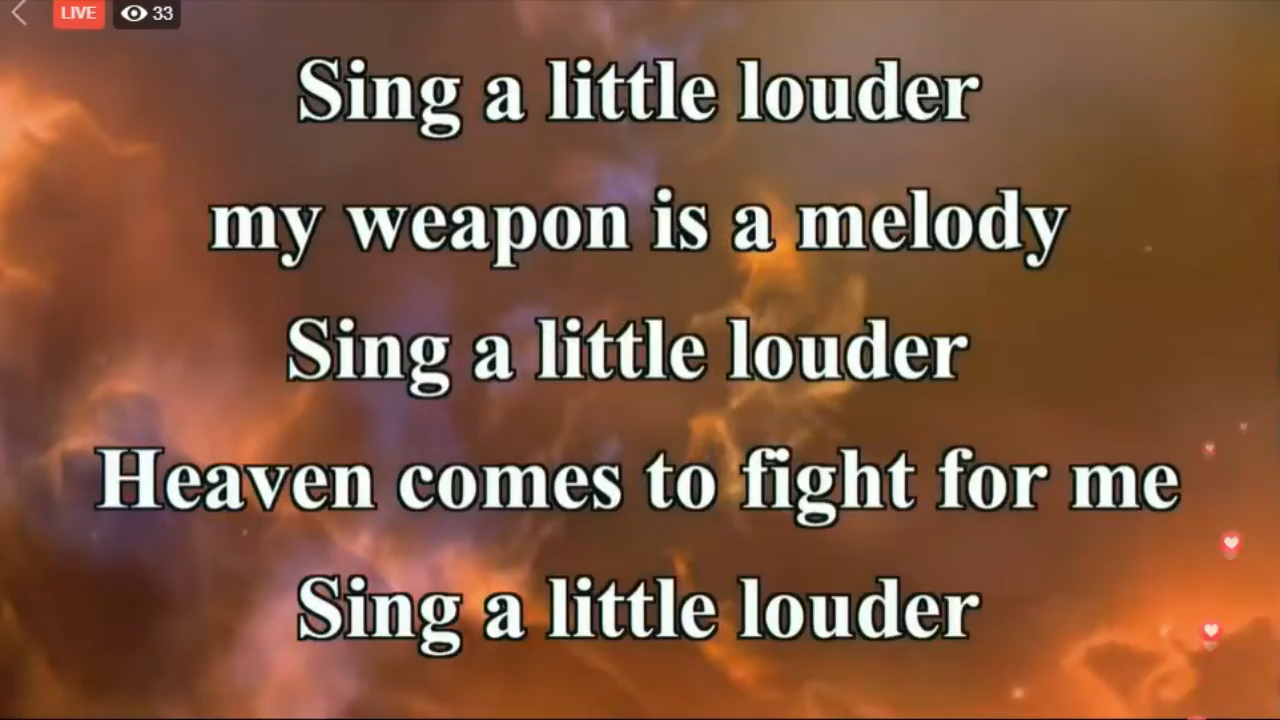 LIVE 33
Sing a little louder
my weapon is a melody
Sing a little louder
Heaven comes to fight for me
Sing a little louder